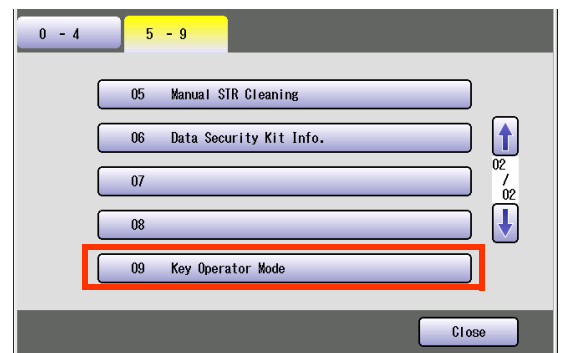 0 - 4
5 - 9
05 Manual STR Cleaning
06 Data Security Kit Info.
07
08
09 Key Operator Mode
02
/
02
Close